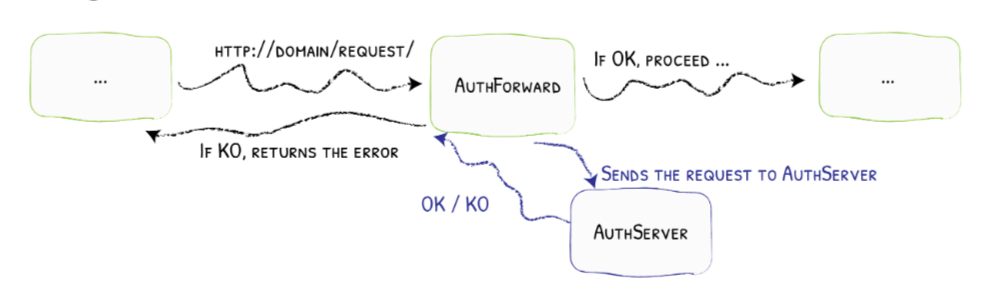 HTTP://DOMAIN/REQUEST/
IF OK, PROCEED ...
...
AUTHFORWARD
...
IF KO, RETURNS THE ERROR
SENDS THE REQUEST TO AUTHSERVER
OK / KO
AUTHSERVER